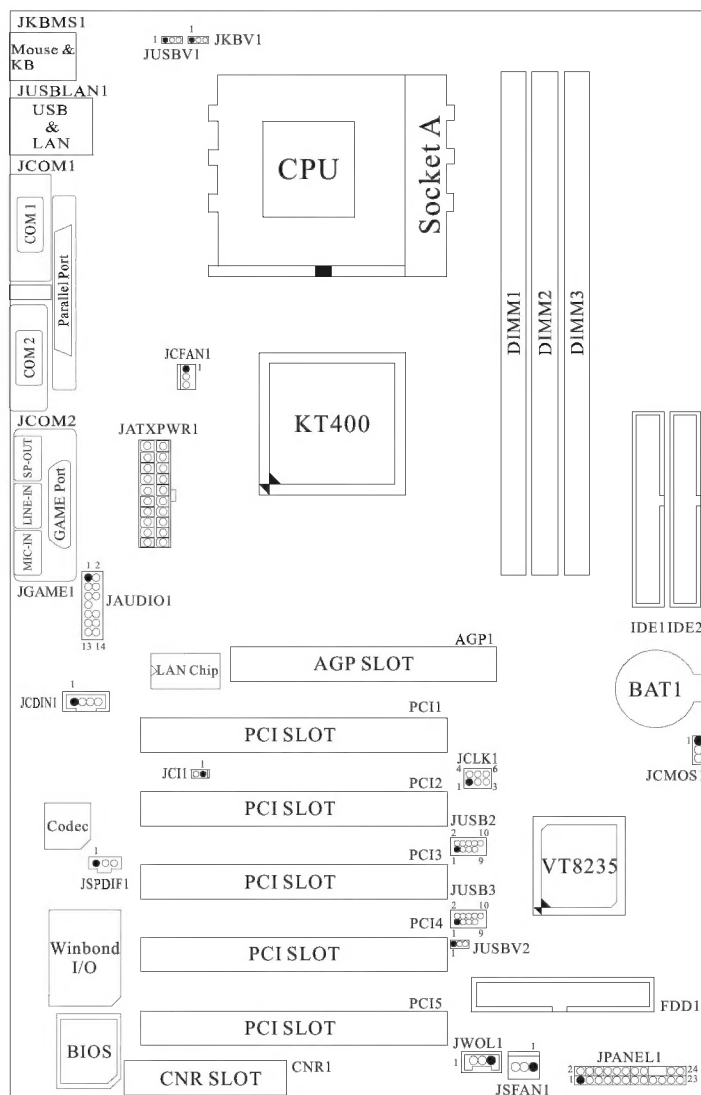 JKBMS1
Mouse &
KB
1
1
JUSBV1
JKBV1
JUSBLAN1
USB
&
LAN
JCOM1
COM 1
Parallel Port
COM 2
JCOM2
CPU
Socket A
DIMM1
DIMM2
DIMM3
JCFAN1
1
KT400
JATXPWR1
SP-OUT
LINE-IN
MIC-IN
GAME Port
JGAME1
1 2
JAUDIO1
13 14
IDE1 IDE2
LAN Chip
AGP1
AGP SLOT
BAT1
1
JCDIN1
PCI1
PCI SLOT
1
JCMOS1
JCI1
1
JCLK1
4 6
1 3
PCI2
PCI SLOT
Codec
JUSB2
2 10
1 9
VT8235
1
JSPDIF1
PCI3
PCI SLOT
JUSB3
2 10
1 9
PCI4
PCI SLOT
1
JUSBV2
Winbond
I/O
FDD1
PCI5
PCI SLOT
BIOS
CNR1
CNR SLOT
JWOL1
1
1
JSFAN1
JPANEL1
2 24
1 23